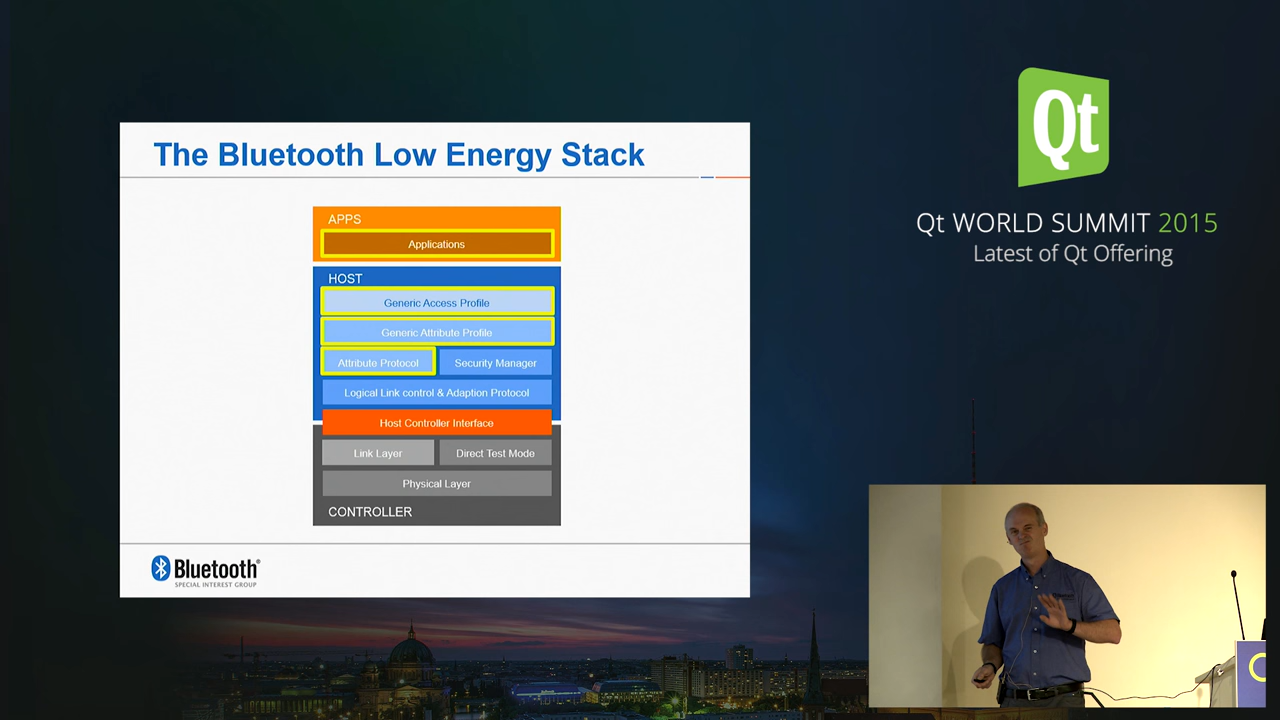 The Bluetooth Low Energy Stack
APPS
Applications
HOST
Generic Access Profile
Generic Attribute Profile
Attribute Protocol
Security Manager
Logical Link control & Adaption Protocol
Host Controller Interface
Link Layer
Direct Test Mode
Physical Layer
CONTROLLER
Bluetooth®
SPECIAL INTEREST GROUP
Qt
Qt WORLD SUMMIT 2015
Latest of Qt Offering